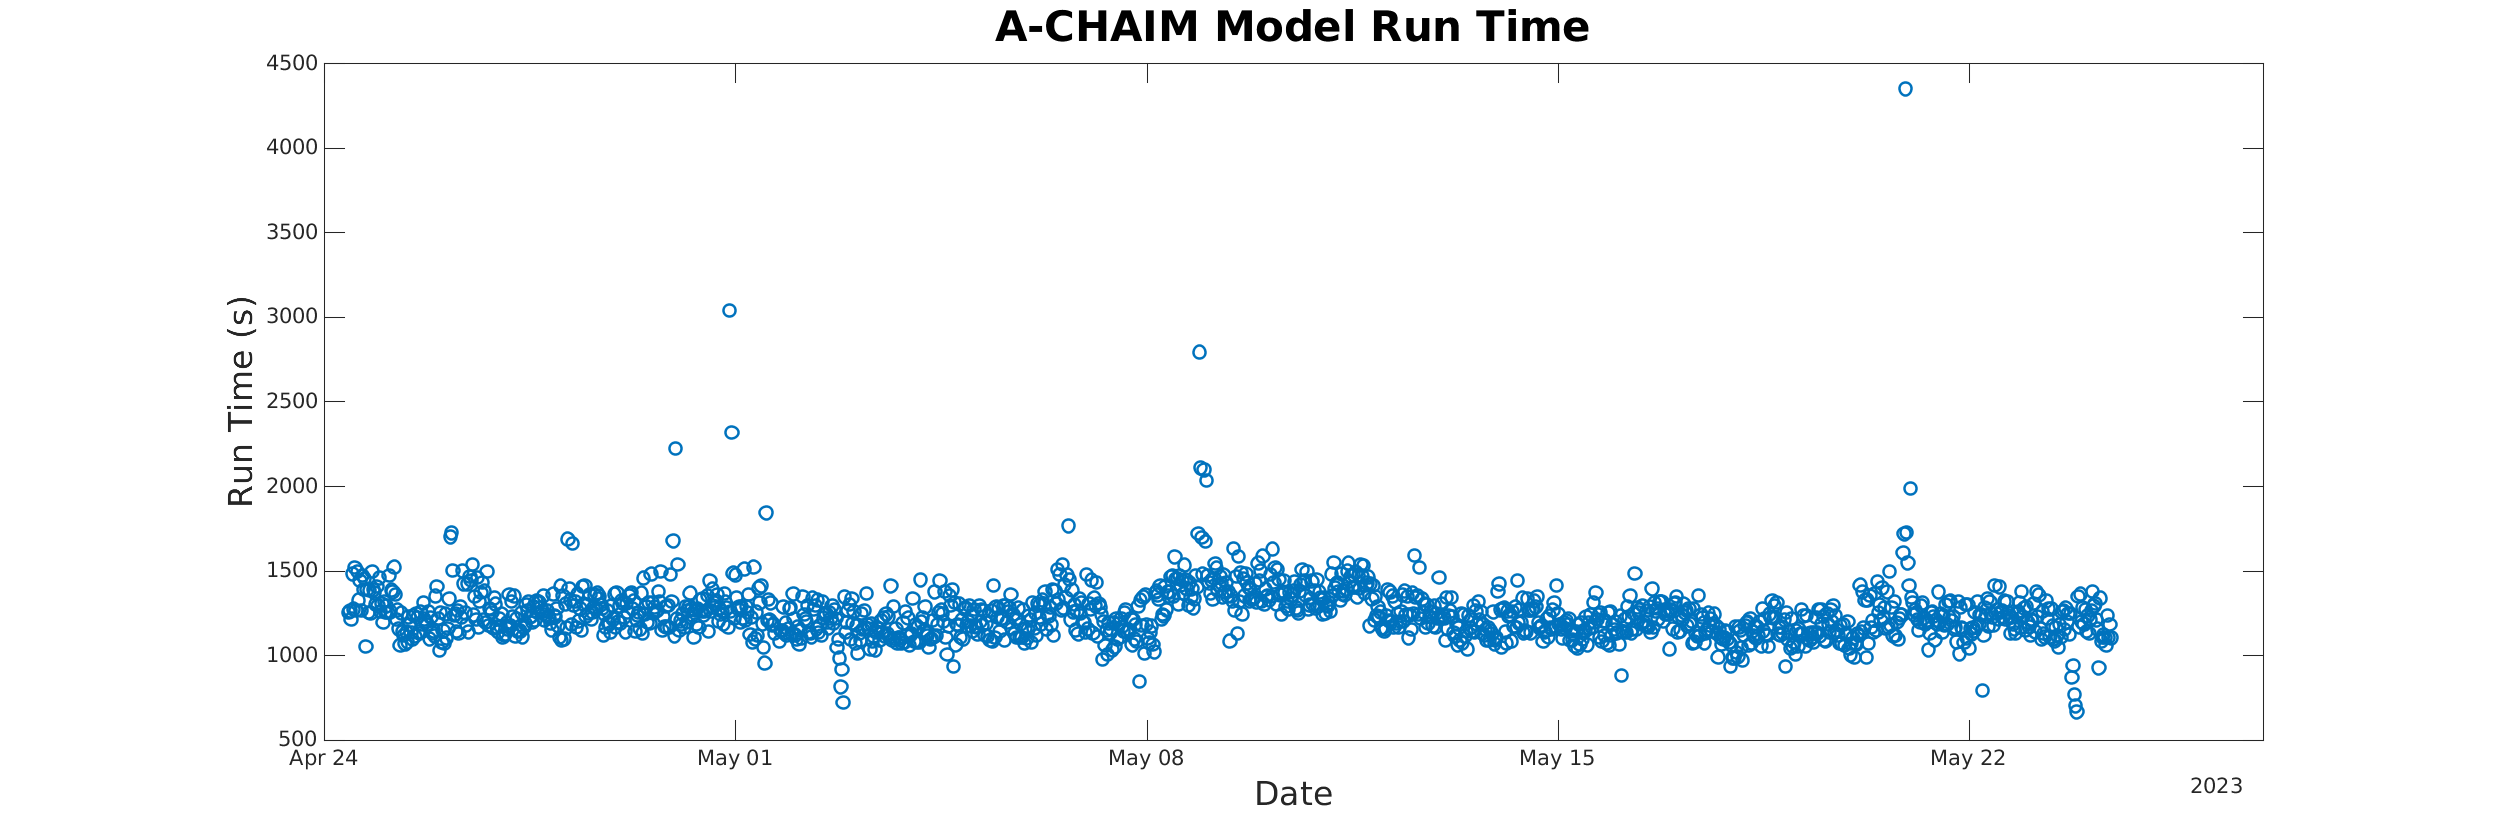 A-CHAIM Model Run Time
4500
4000
3500
3000
2500
2000
1500
1000
500
Run Time (s)
Apr 24 May 01 May 08 May 15 May 22
2023
Date